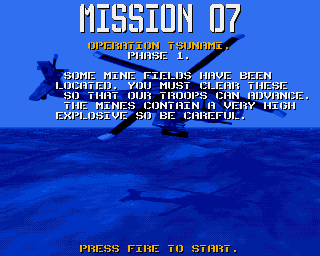 MISSION 07
OPERATION TSUNAMI.
PHASE 1.
SOME MINE FIELDS HAVE BEEN
LOCATED. YOU MUST CLEAR THESE
SO THAT OUR TROOPS CAN ADVANCE.
THE MINES CONTAIN A VERY HIGH
EXPLOSIVE SO BE CAREFUL.
PRESS FIRE TO START.